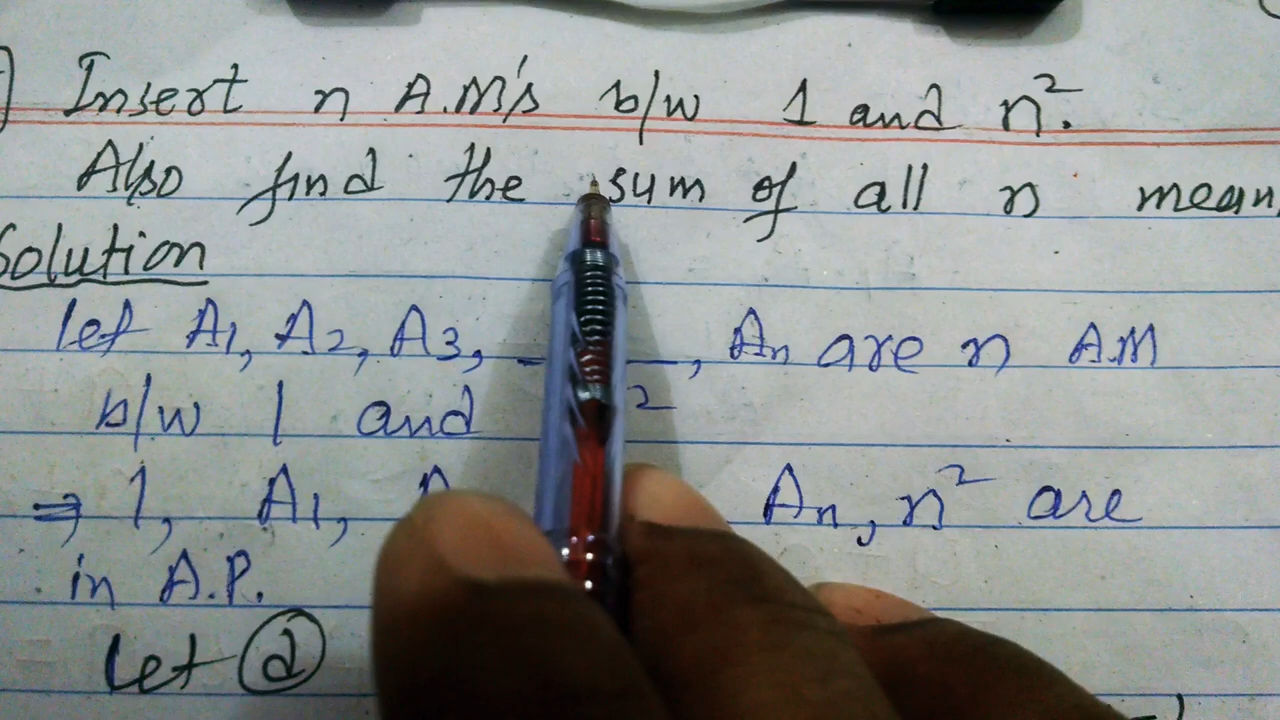 Insert n A.M's b/w 1 and n².
Also find the sum of all n mean
Solution
let A1, A2, A3, _ _, An are n AM
b/w 1 and 2
⇒ 1, A1, An, n² are
in A.P.
Let d